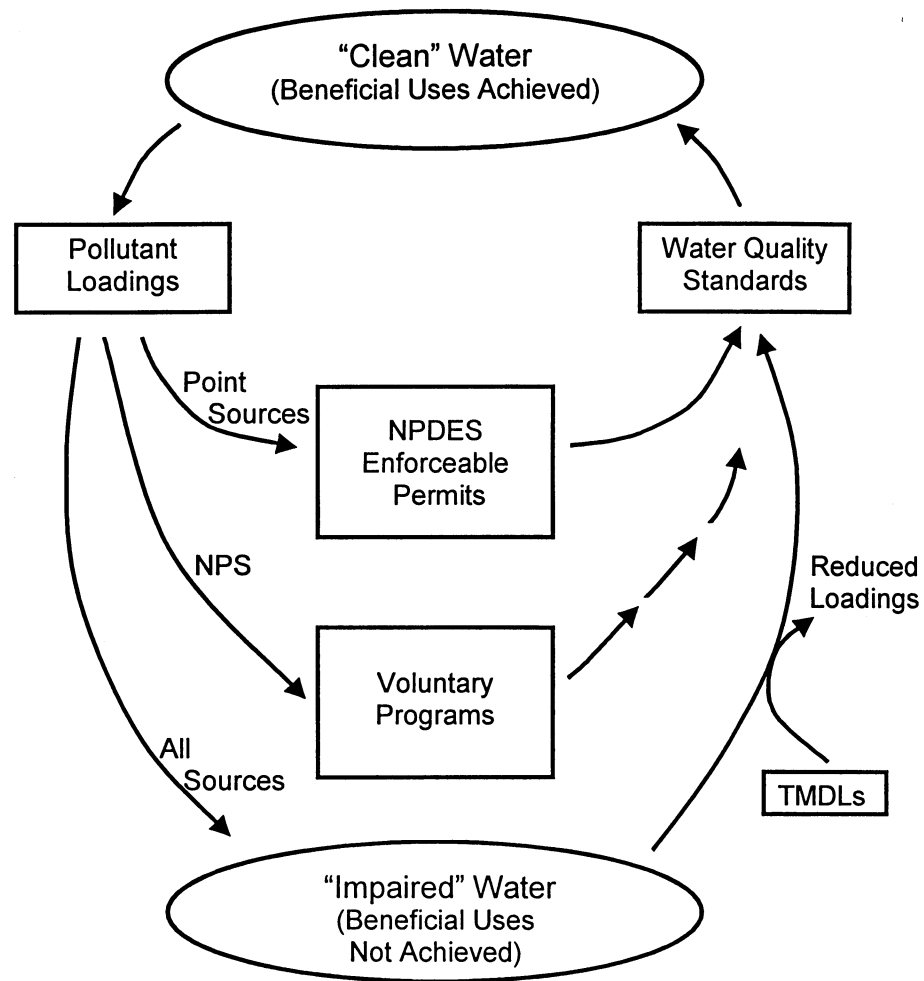 “Clean” Water
(Beneficial Uses Achieved)
Pollutant
Loadings
Water Quality
Standards
Point
Sources
NPDES
Enforceable
Permits
NPS
Reduced
Loadings
Voluntary
Programs
All
Sources
TMDLs
“Impaired” Water
(Beneficial Uses
Not Achieved)